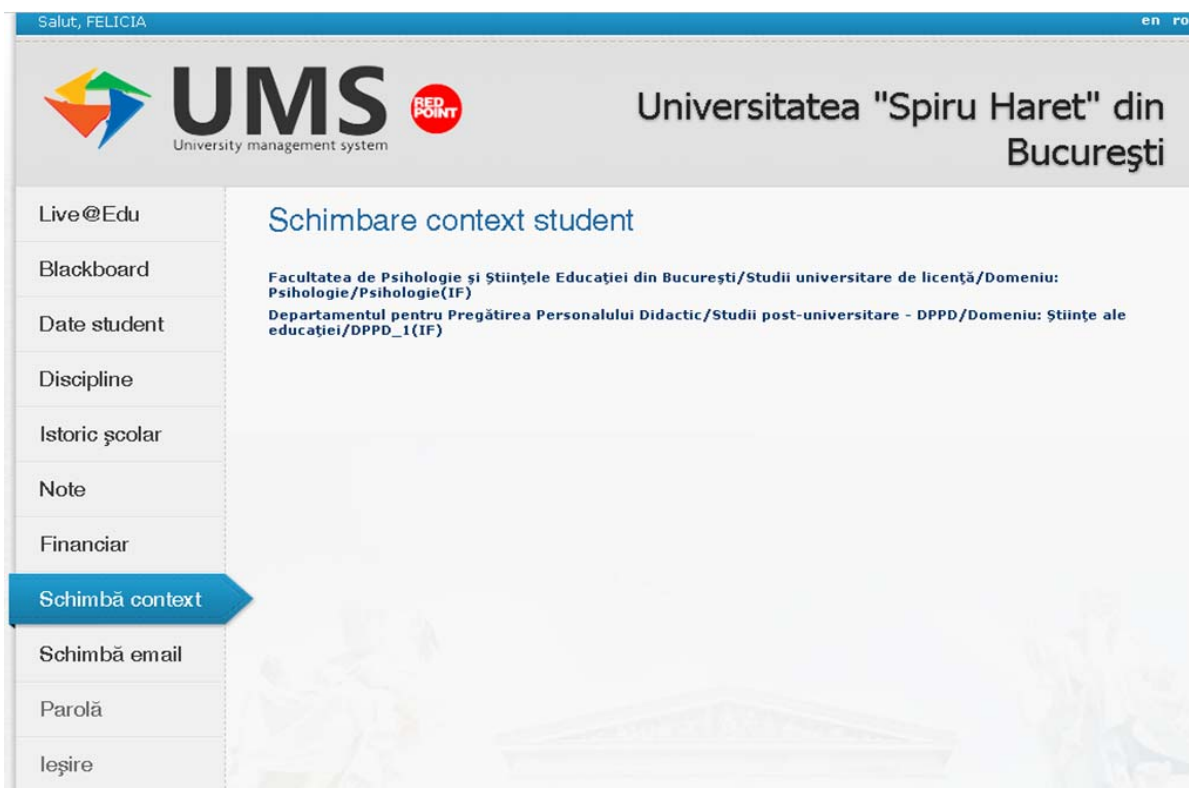 Salut, FELICIA
en ro
UMS
RED
POINT
University management system
Universitatea "Spiru Haret" din
Bucureşti
Live@Edu
Blackboard
Date student
Discipline
Istoric şcolar
Note
Financiar
Schimbă context
Schimbă email
Parolă
Ieşire
Schimbare context student
Facultatea de Psihologie şi Ştiinţele Educaţiei din Bucureşti/Studii universitare de licenţă/Domeniu:
Psihologie/Psihologie(IF)
Departamentul pentru Pregătirea Personalului Didactic/Studii post-universitare - DPPD/Domeniu: Ştiinţe ale
educaţiei/DPPD_1(IF)